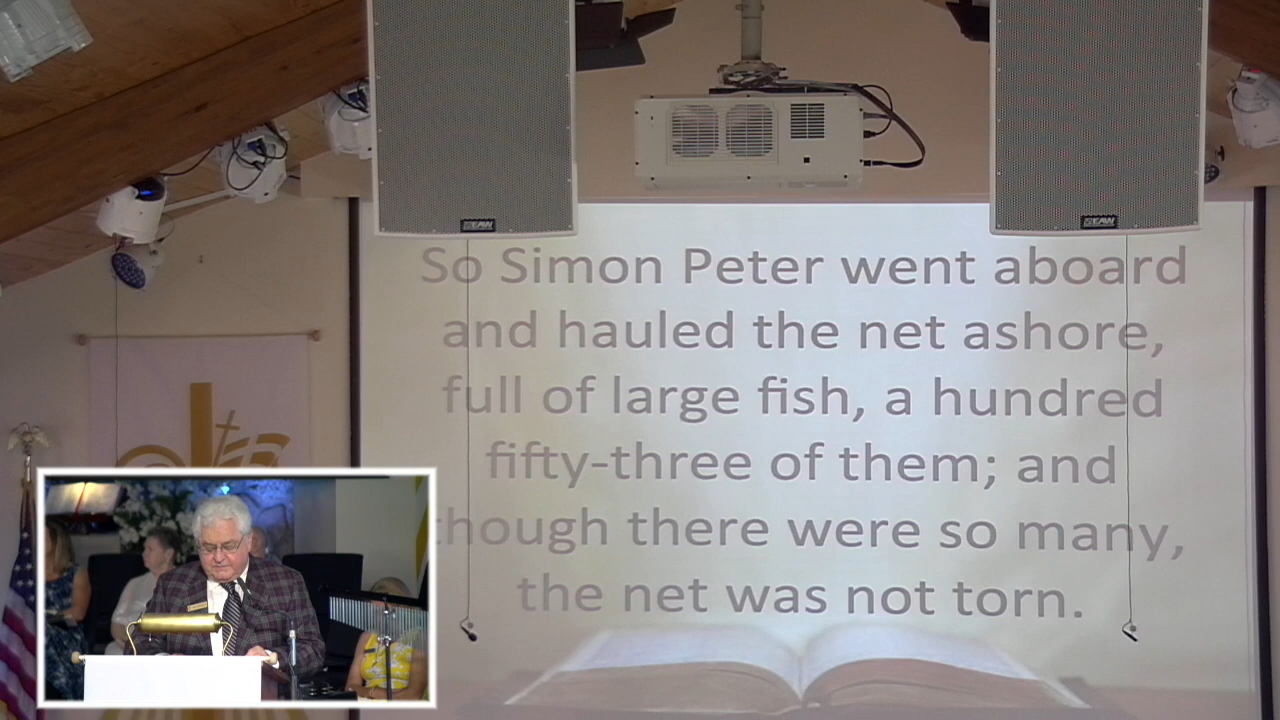 EAW
EAW
So Simon Peter went aboard
and hauled the net ashore,
full of large fish, a hundred
fifty-three of them; and
though there were so many,
the net was not torn.